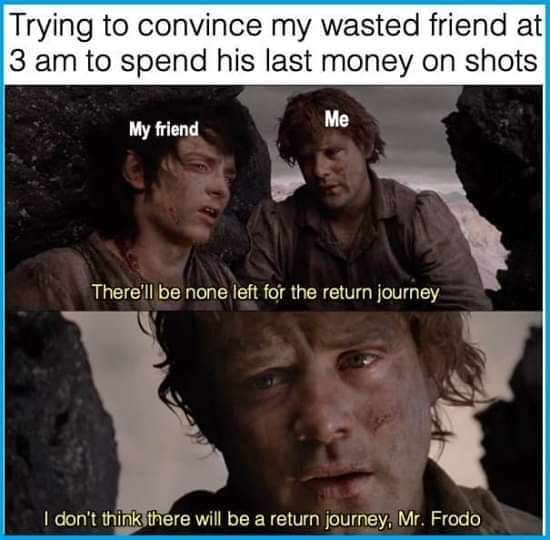 Trying to convince my wasted friend at
3 am to spend his last money on shots
My friend
Me
There'll be none left for the return journey
I don't think there will be a return journey, Mr. Frodo